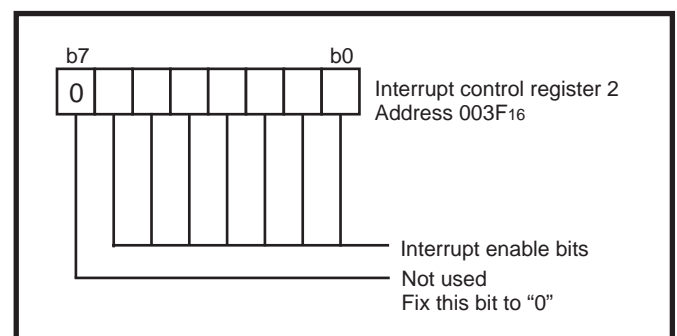 b7 b0
0
Interrupt control register 2
Address 003F16
Interrupt enable bits
Not used
Fix this bit to “0”